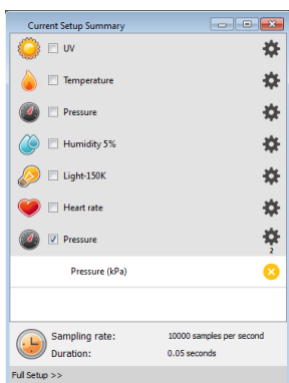 Current Setup Summary
UV
Temperature
Pressure
Humidity 5%
Light-150K
Heart rate
Pressure
2
Pressure (kPa)
Sampling rate: 10000 samples per second
Duration: 0.05 seconds
Full Setup >>